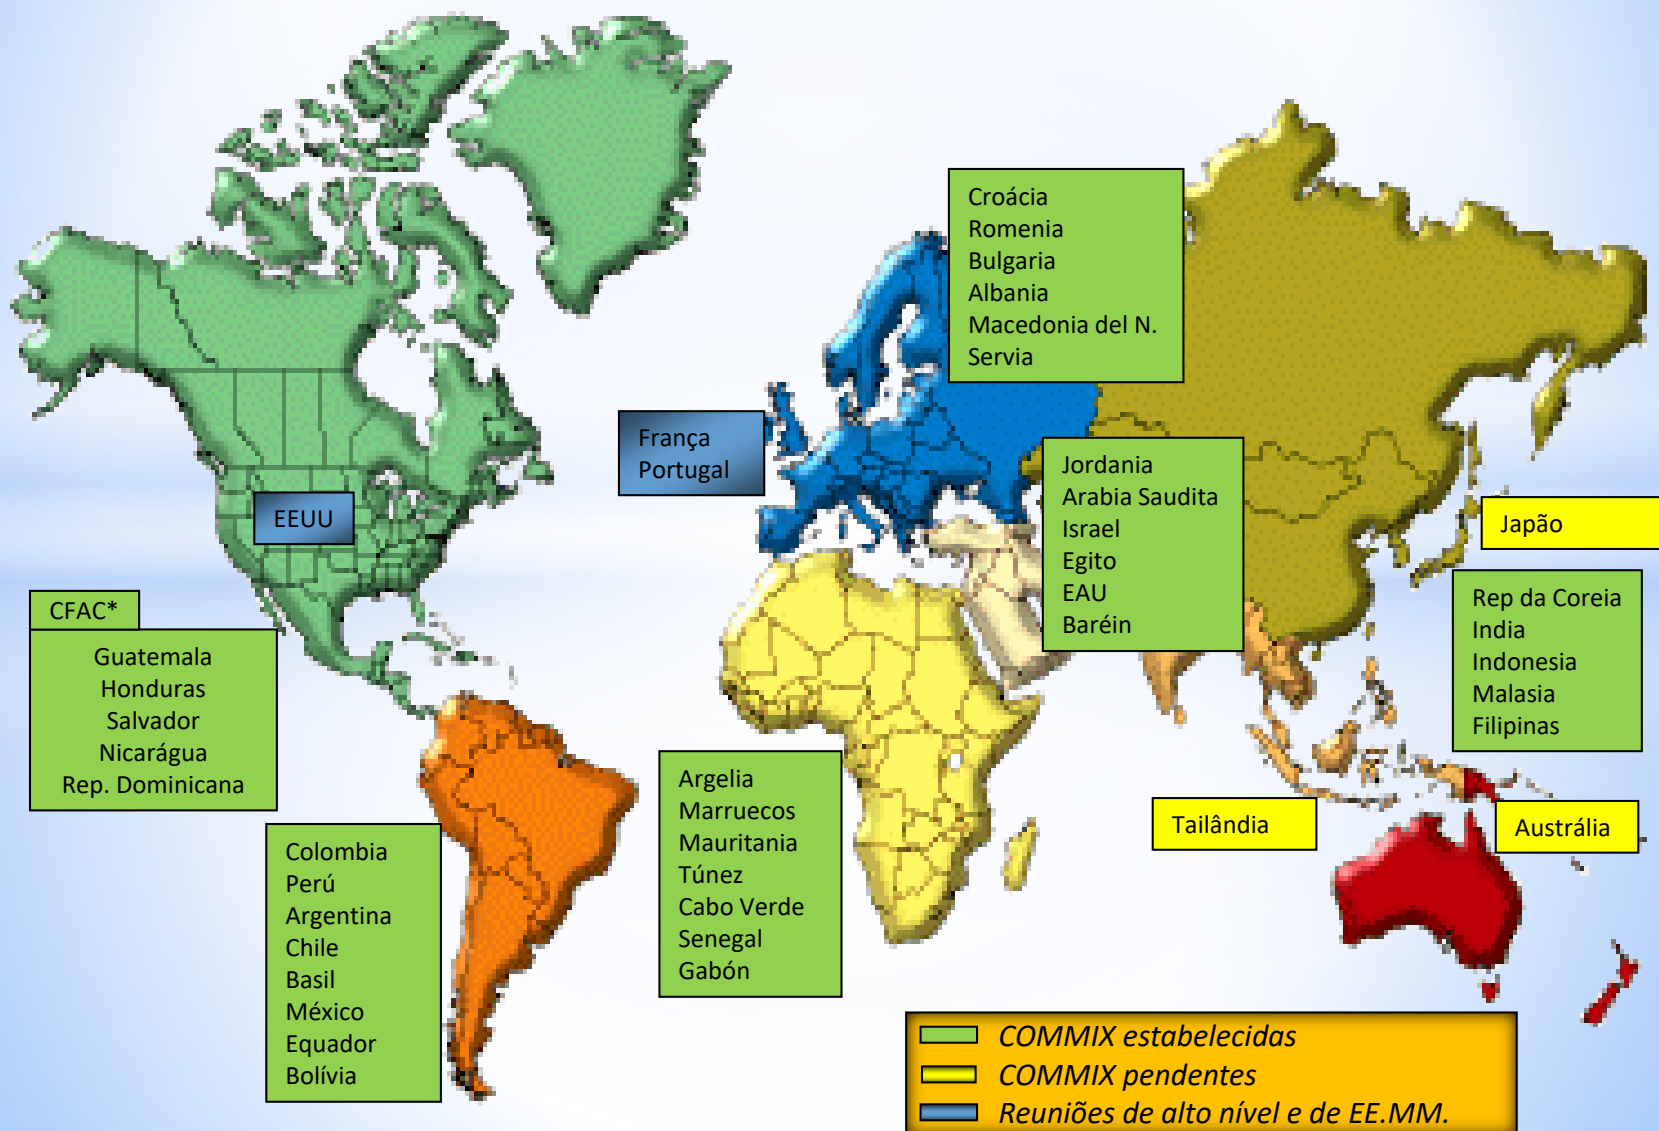 Croácia
Romenia
Bulgaria
Albania
Macedonia del N.
Servia
França
Portugal
EEUU
Jordania
Arabia Saudita
Israel
Egito
EAU
Baréin
Japão
CFAC*
Guatemala
Honduras
Salvador
Nicarágua
Rep. Dominicana
Rep da Coreia
India
Indonesia
Malasia
Filipinas
Argelia
Marruecos
Mauritania
Túnez
Cabo Verde
Senegal
Gabón
Tailândia
Austrália
Colombia
Perú
Argentina
Chile
Basil
México
Equador
Bolívia
COMMIX estabelecidas
COMMIX pendentes
Reuniões de alto nível e de EE.MM.